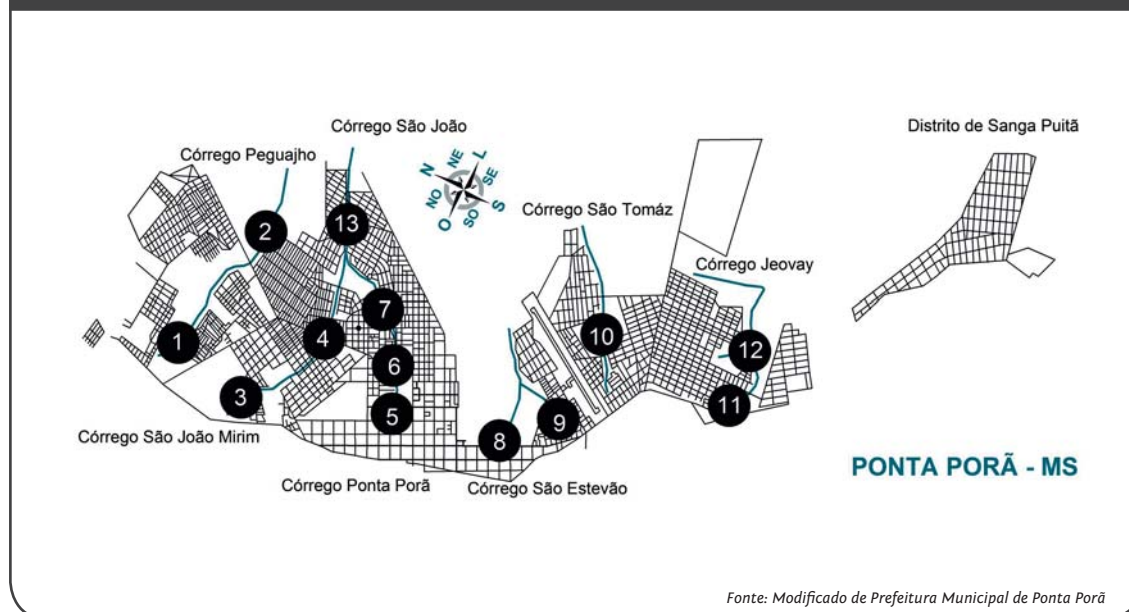 Córrego São João
Distrito de Sanga Puitã
Córrego Peguajho
N
NE
L
NO
SE
O
SO
S
Córrego São Tomáz
Córrego Jeovay
2
13
7
1
4
10
12
6
3
5
11
9
8
Córrego São João Mirim
Córrego Ponta Porã
Córrego São Estevão
PONTA PORÃ - MS
Fonte: Modificado de Prefeitura Municipal de Ponta Porã